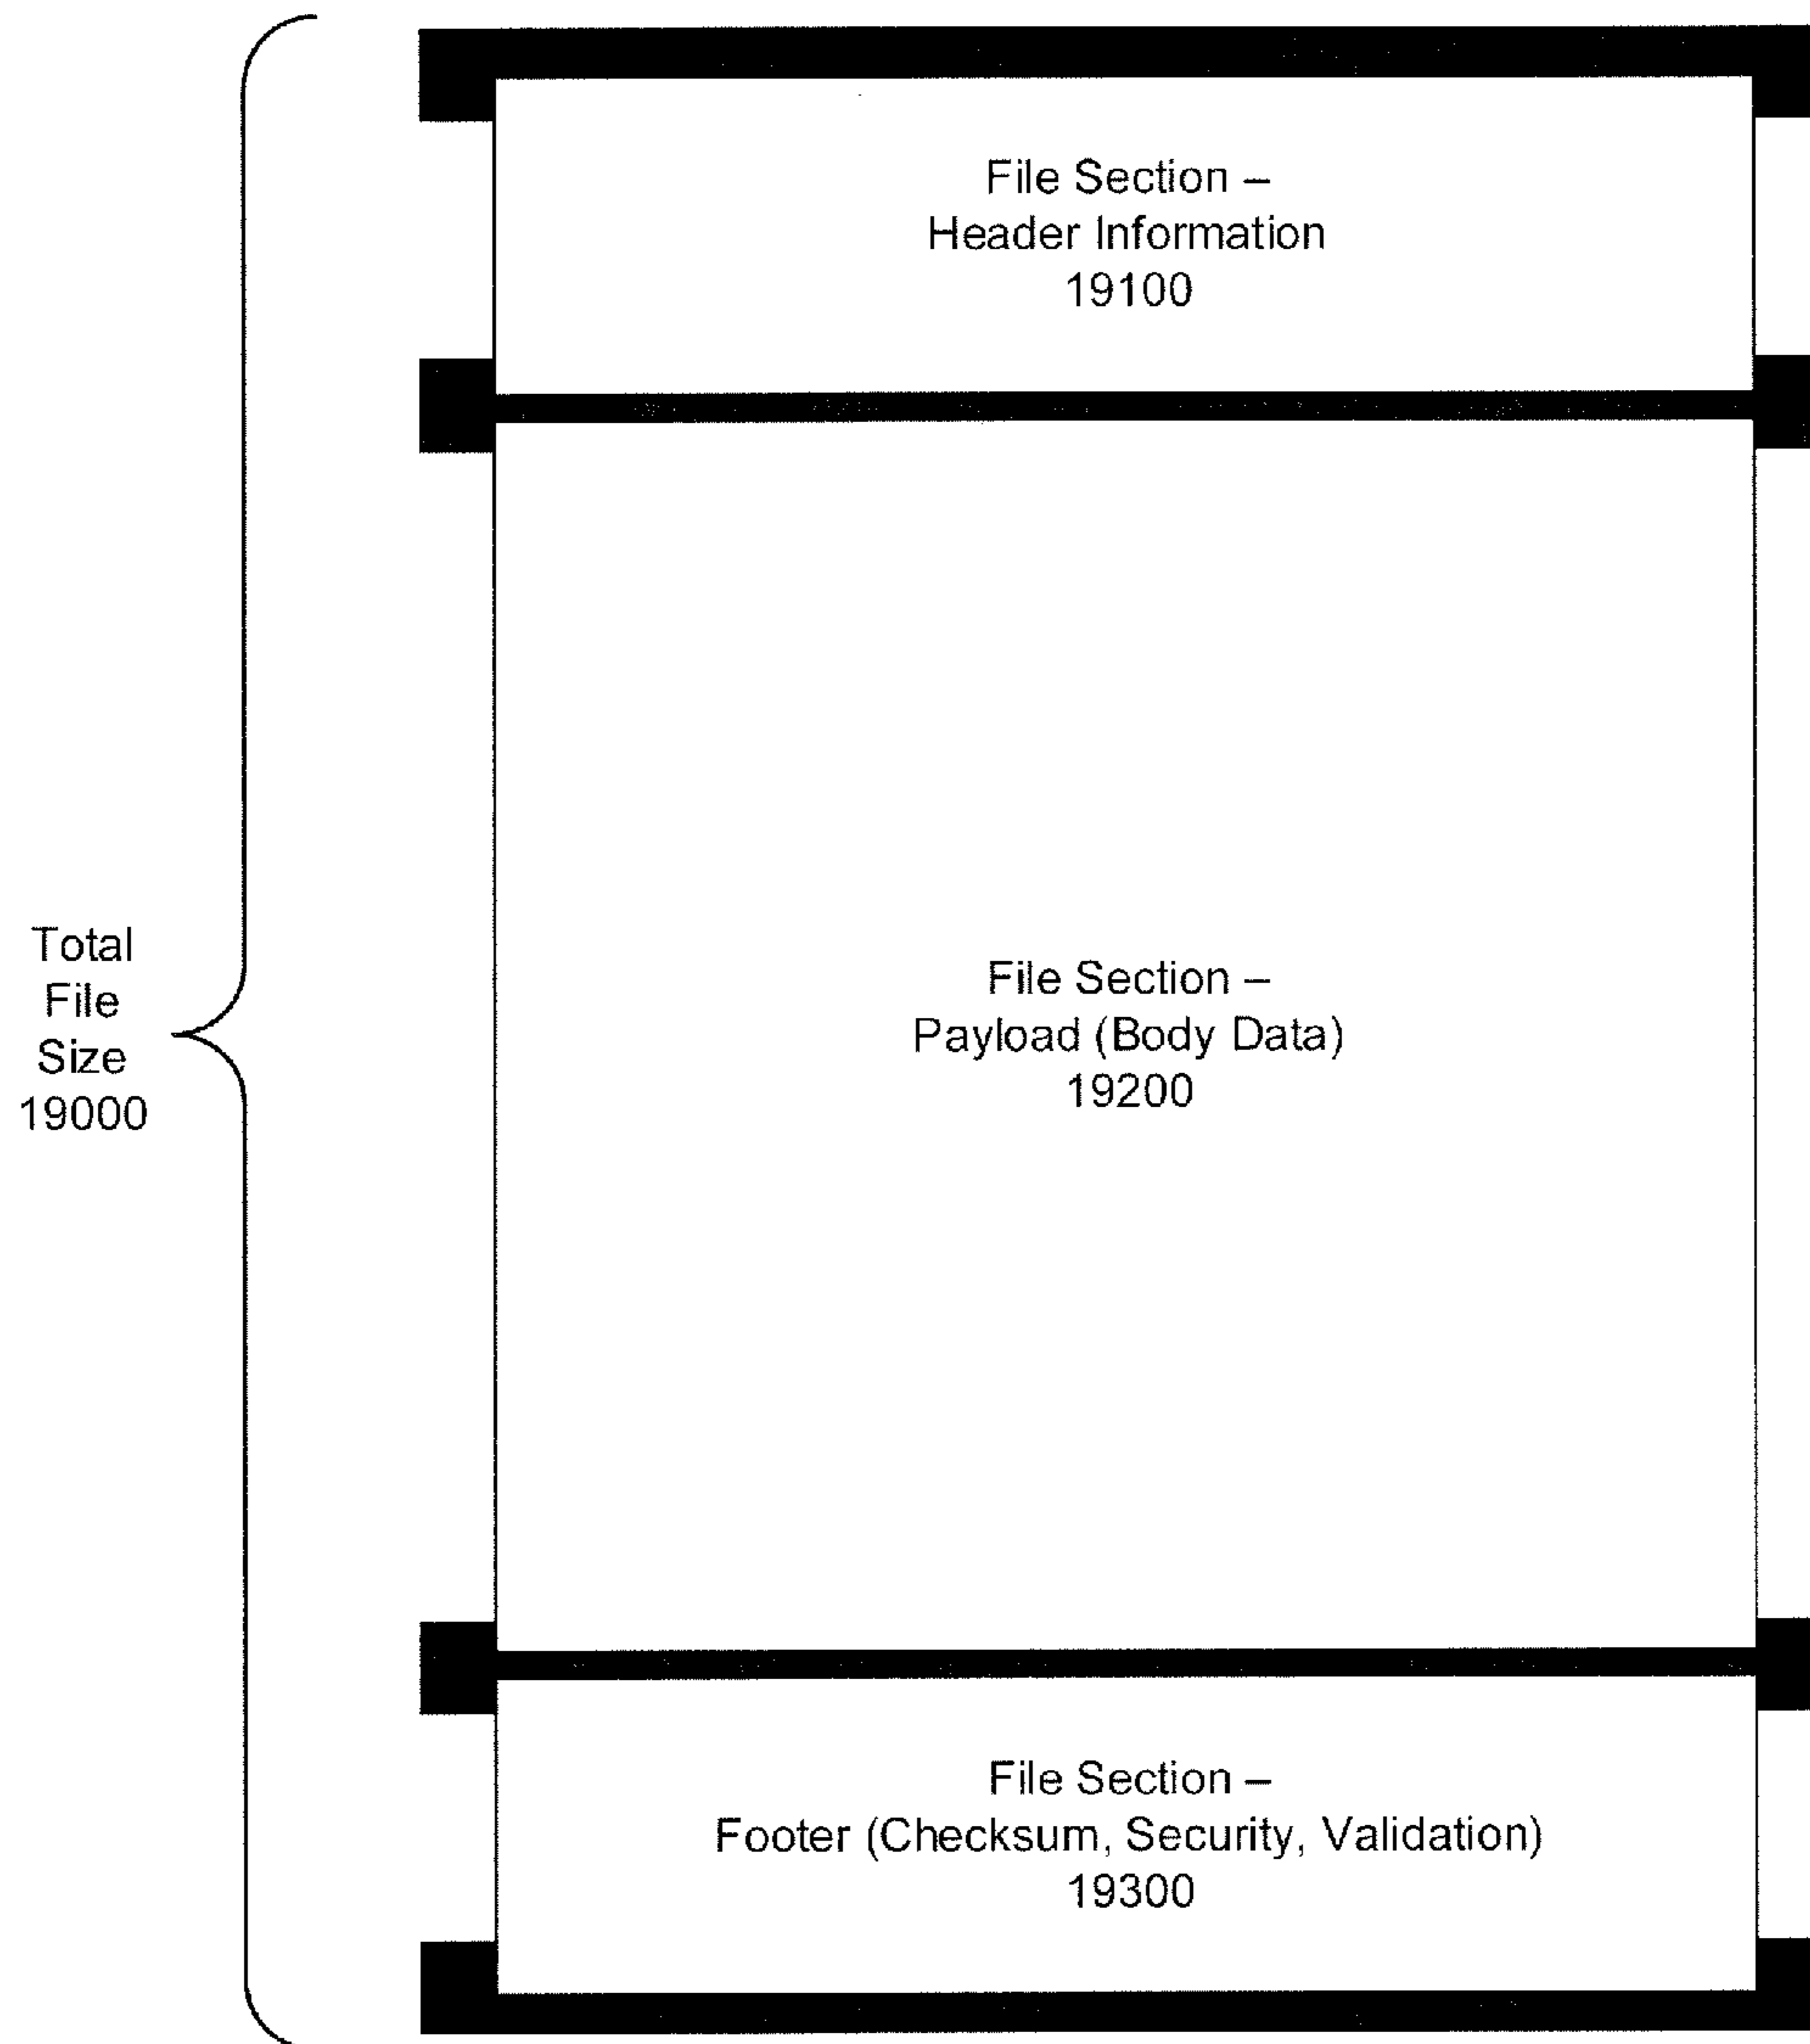 Total
File
Size
19000
File Section –
Header Information
19100
File Section –
Payload (Body Data)
19200
File Section –
Footer (Checksum, Security, Validation)
19300